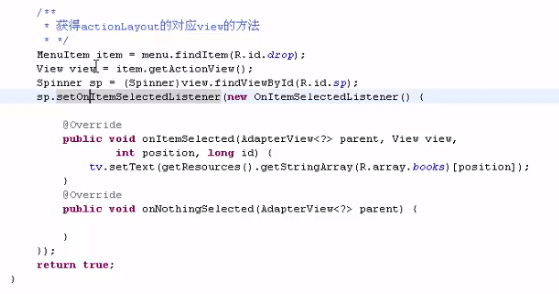 /**
 * 获得actionLayout的对应view的方法
 * */
MenuItem item = menu.findItem(R.id.drop);
View view = item.getActionView();
Spinner sp = (Spinner)view.findViewById(R.id.sp);
sp.setOnItemSelectedListener(new OnItemSelectedListener() {
@Override
public void onItemSelected(AdapterView<?> parent, View view,
int position, long id) {
tv.setText(getResources().getStringArray(R.array.books)[position]);
}
@Override
public void onNothingSelected(AdapterView<?> parent) {
}
});
return true;
}